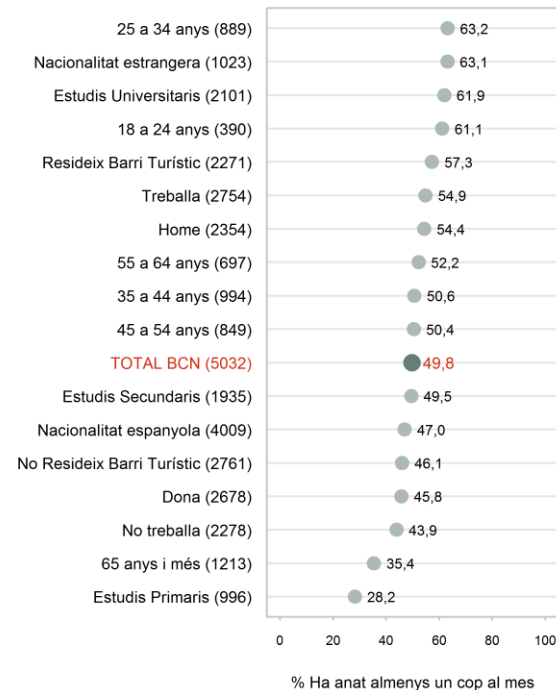 25 a 34 anys (889) 63,2
Nacionalitat estrangera (1023) 63,1
Estudis Universitaris (2101) 61,9
18 a 24 anys (390) 61,1
Resideix Barri Turístic (2271) 57,3
Treballa (2754) 54,9
Home (2354) 54,4
55 a 64 anys (697) 52,2
35 a 44 anys (994) 50,6
45 a 54 anys (849) 50,4
TOTAL BCN (5032) 49,8
Estudis Secundaris (1935) 49,5
Nacionalitat espanyola (4009) 47,0
No Resideix Barri Turístic (2761) 46,1
Dona (2678) 45,8
No treballa (2278) 43,9
65 anys i més (1213) 35,4
Estudis Primaris (996) 28,2
0 20 40 60 80 100
% Ha anat almenys un cop al mes